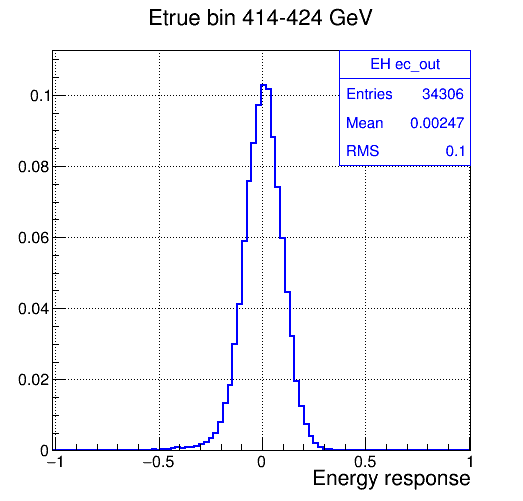 Etrue bin 414-424 GeV
EH ec_out
Entries 34306
Mean 0.00247
RMS 0.1
0.1
0.08
0.06
0.04
0.02
0
−1 −0.5 0 0.5 1
Energy response